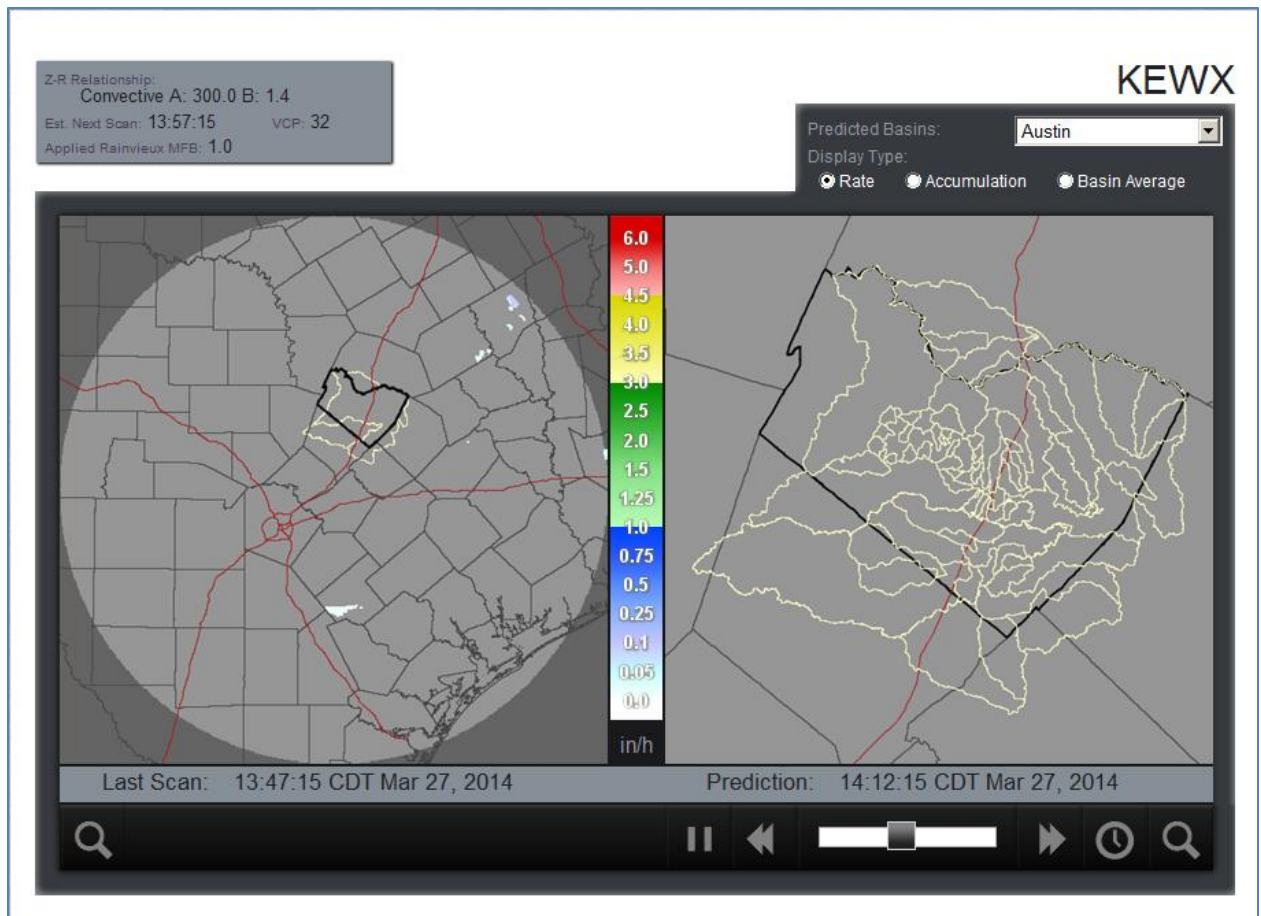 Z-R Relationship:
Convective A: 300.0 B: 1.4
Est. Next Scan: 13:57:15 VCP: 32
Applied Rainvieux MFB: 1.0
KEWX
Predicted Basins: Austin
Display Type:
Rate Accumulation Basin Average
6.0
5.0
4.5
4.0
3.5
3.0
2.5
2.0
1.5
1.25
1.0
0.75
0.5
0.25
0.1
0.05
0.0
in/h
Last Scan: 13:47:15 CDT Mar 27, 2014
Prediction: 14:12:15 CDT Mar 27, 2014